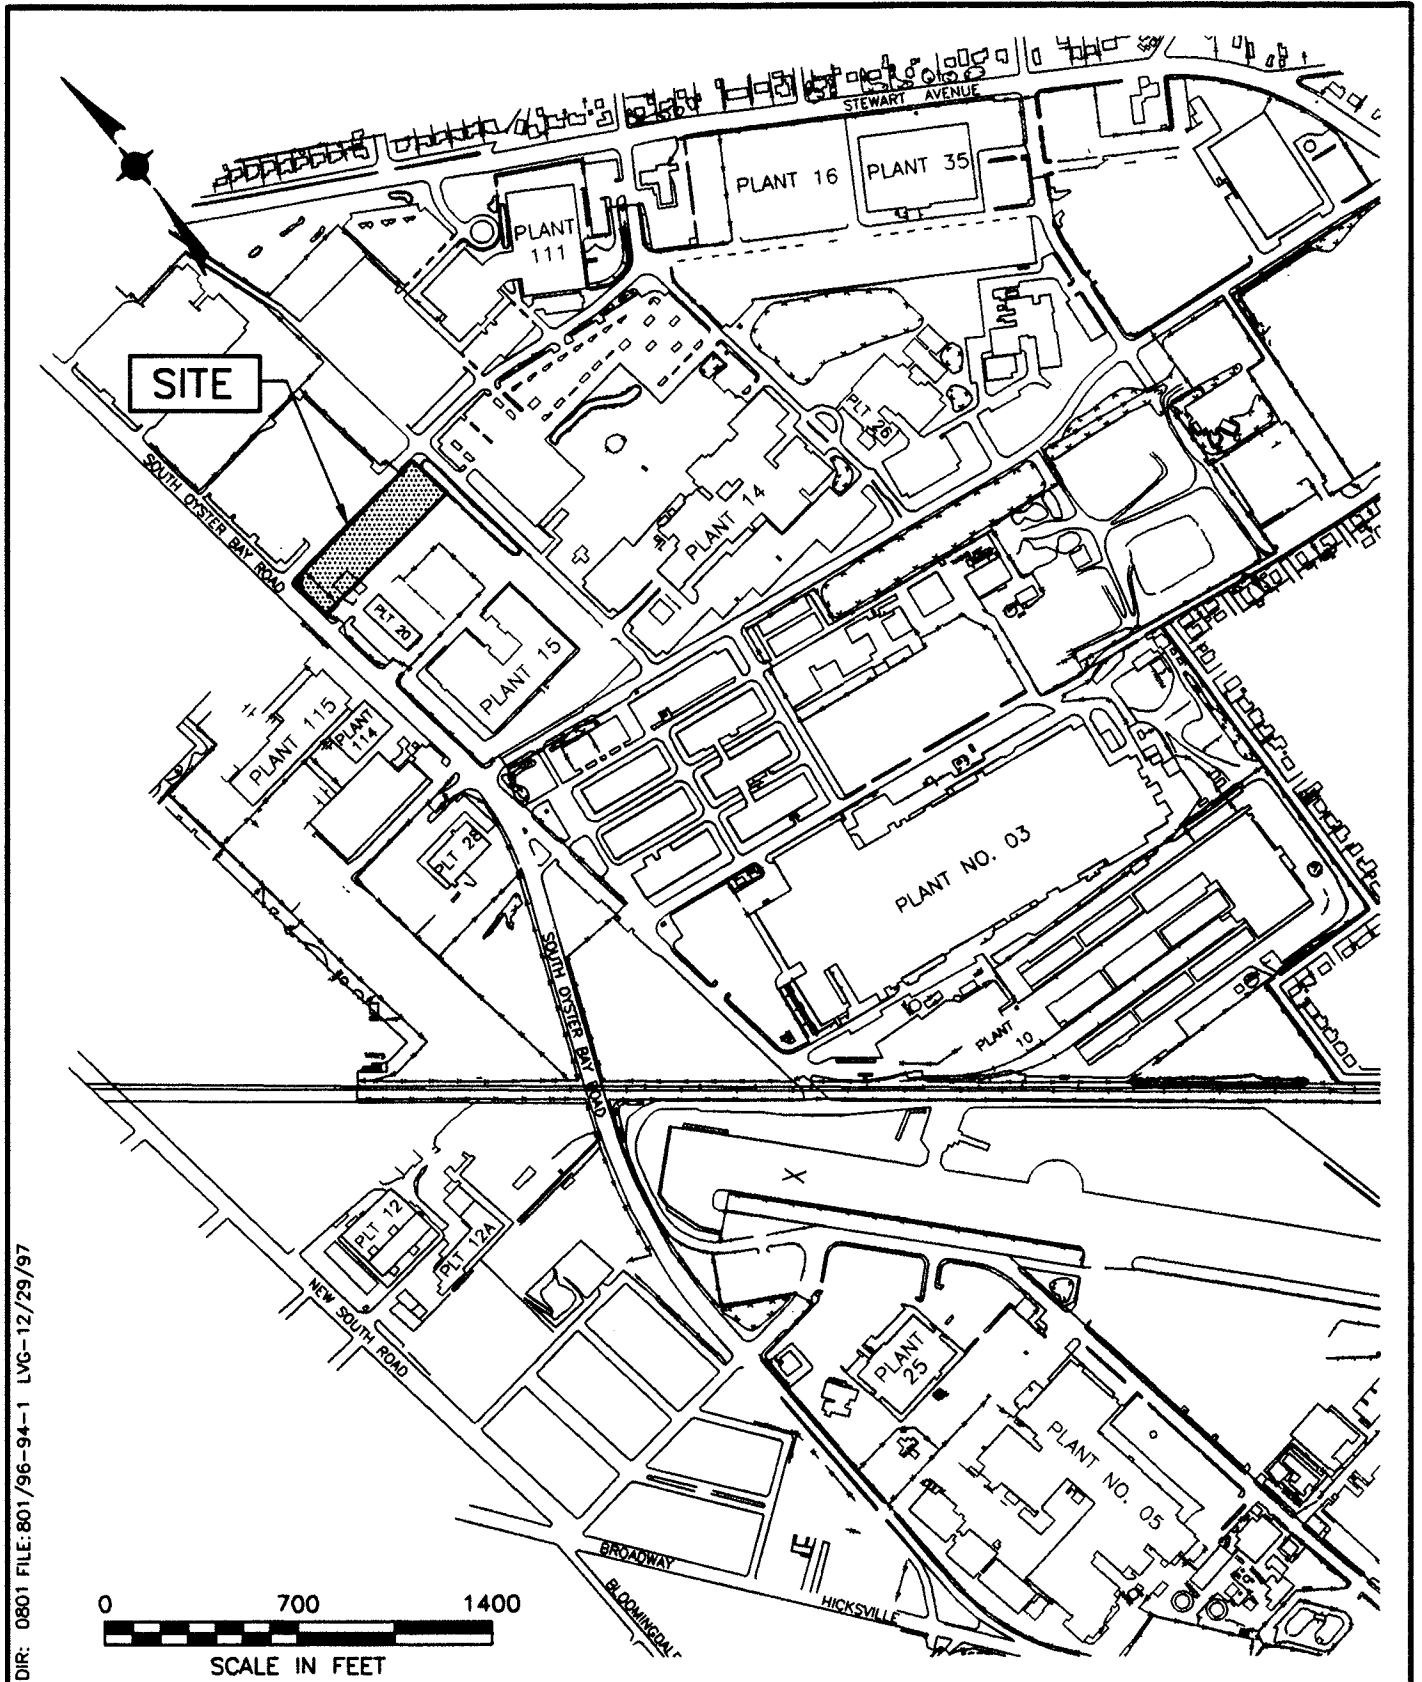 STEWART AVENUE
PLANT 16
PLANT 35
PLANT
111
SITE
PLT 26
SOUTH OYSTER BAY ROAD
PLANT 14
PLT 20
PLANT 15
PLANT 115
PLANT
114
PLT 28
PLANT NO. 03
SOUTH OYSTER BAY ROAD
PLANT
10
X
PLT 12
PLT 12A
NEW SOUTH ROAD
PLANT
25
PLANT NO. 05
BROADWAY
HICKSVILLE
BLOOMINGDALE
0 700 1400
SCALE IN FEET
DIR: 0801 FILE:801/96-94-1 LVG-12/29/97